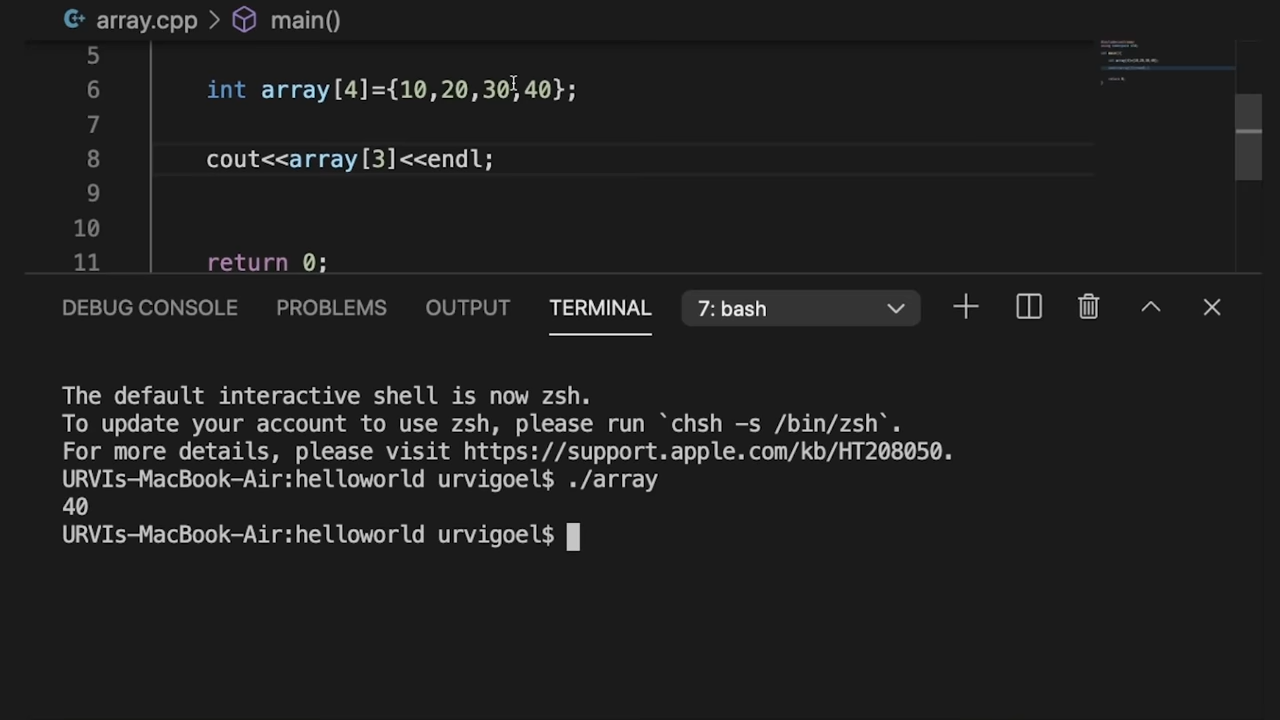 array.cpp > main()
5
6 int array[4]={10,20,30,40};
7
8 cout<<array[3]<<endl;
9
10
11 return 0;
DEBUG CONSOLE PROBLEMS OUTPUT TERMINAL 7: bash
The default interactive shell is now zsh.
To update your account to use zsh, please run `chsh -s /bin/zsh`.
For more details, please visit https://support.apple.com/kb/HT208050.
URVIs-MacBook-Air:helloworld urvigoel$ ./array
40
URVIs-MacBook-Air:helloworld urvigoel$